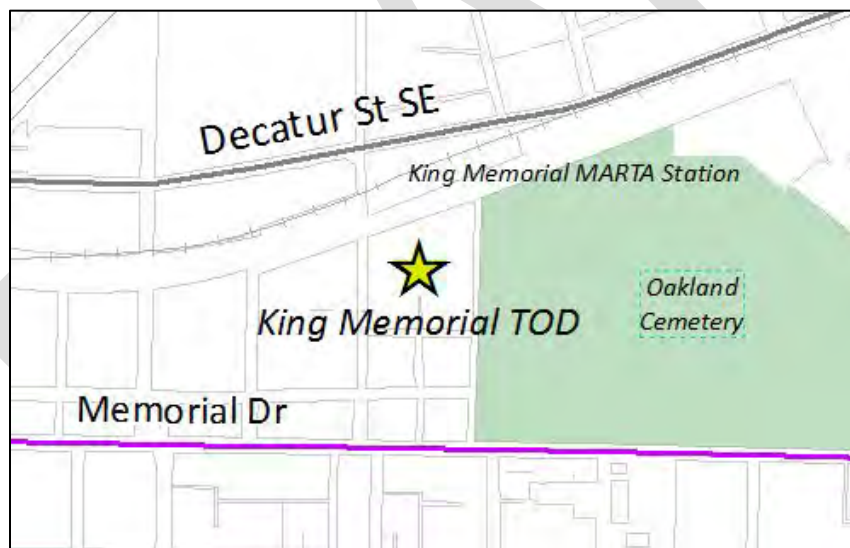 Decatur St SE
King Memorial MARTA Station
King Memorial TOD
Oakland
Cemetery
Memorial Dr